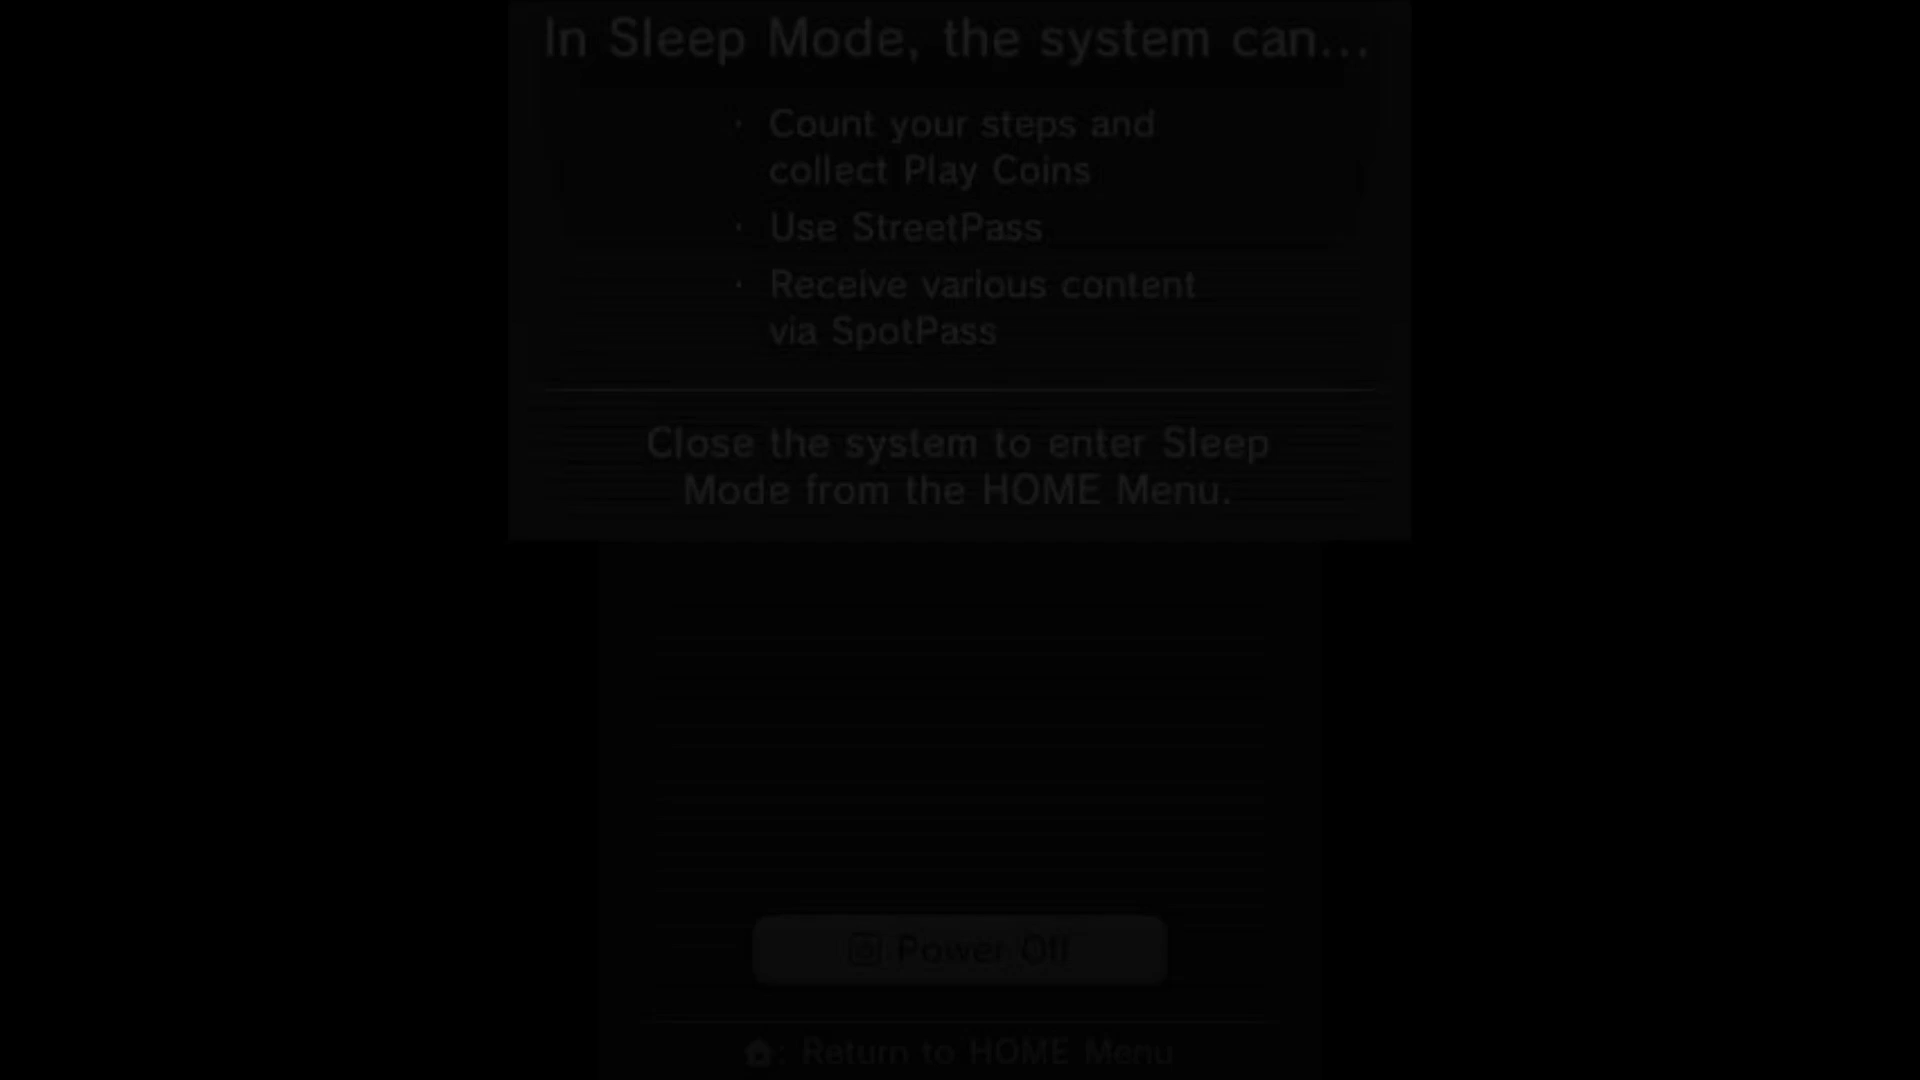 In Sleep Mode, the system can...
· Count your steps and
collect Play Coins
· Use StreetPass
· Receive various content
via SpotPass
Close the system to enter Sleep
Mode from the HOME Menu.
Power Off
: Return to HOME Menu